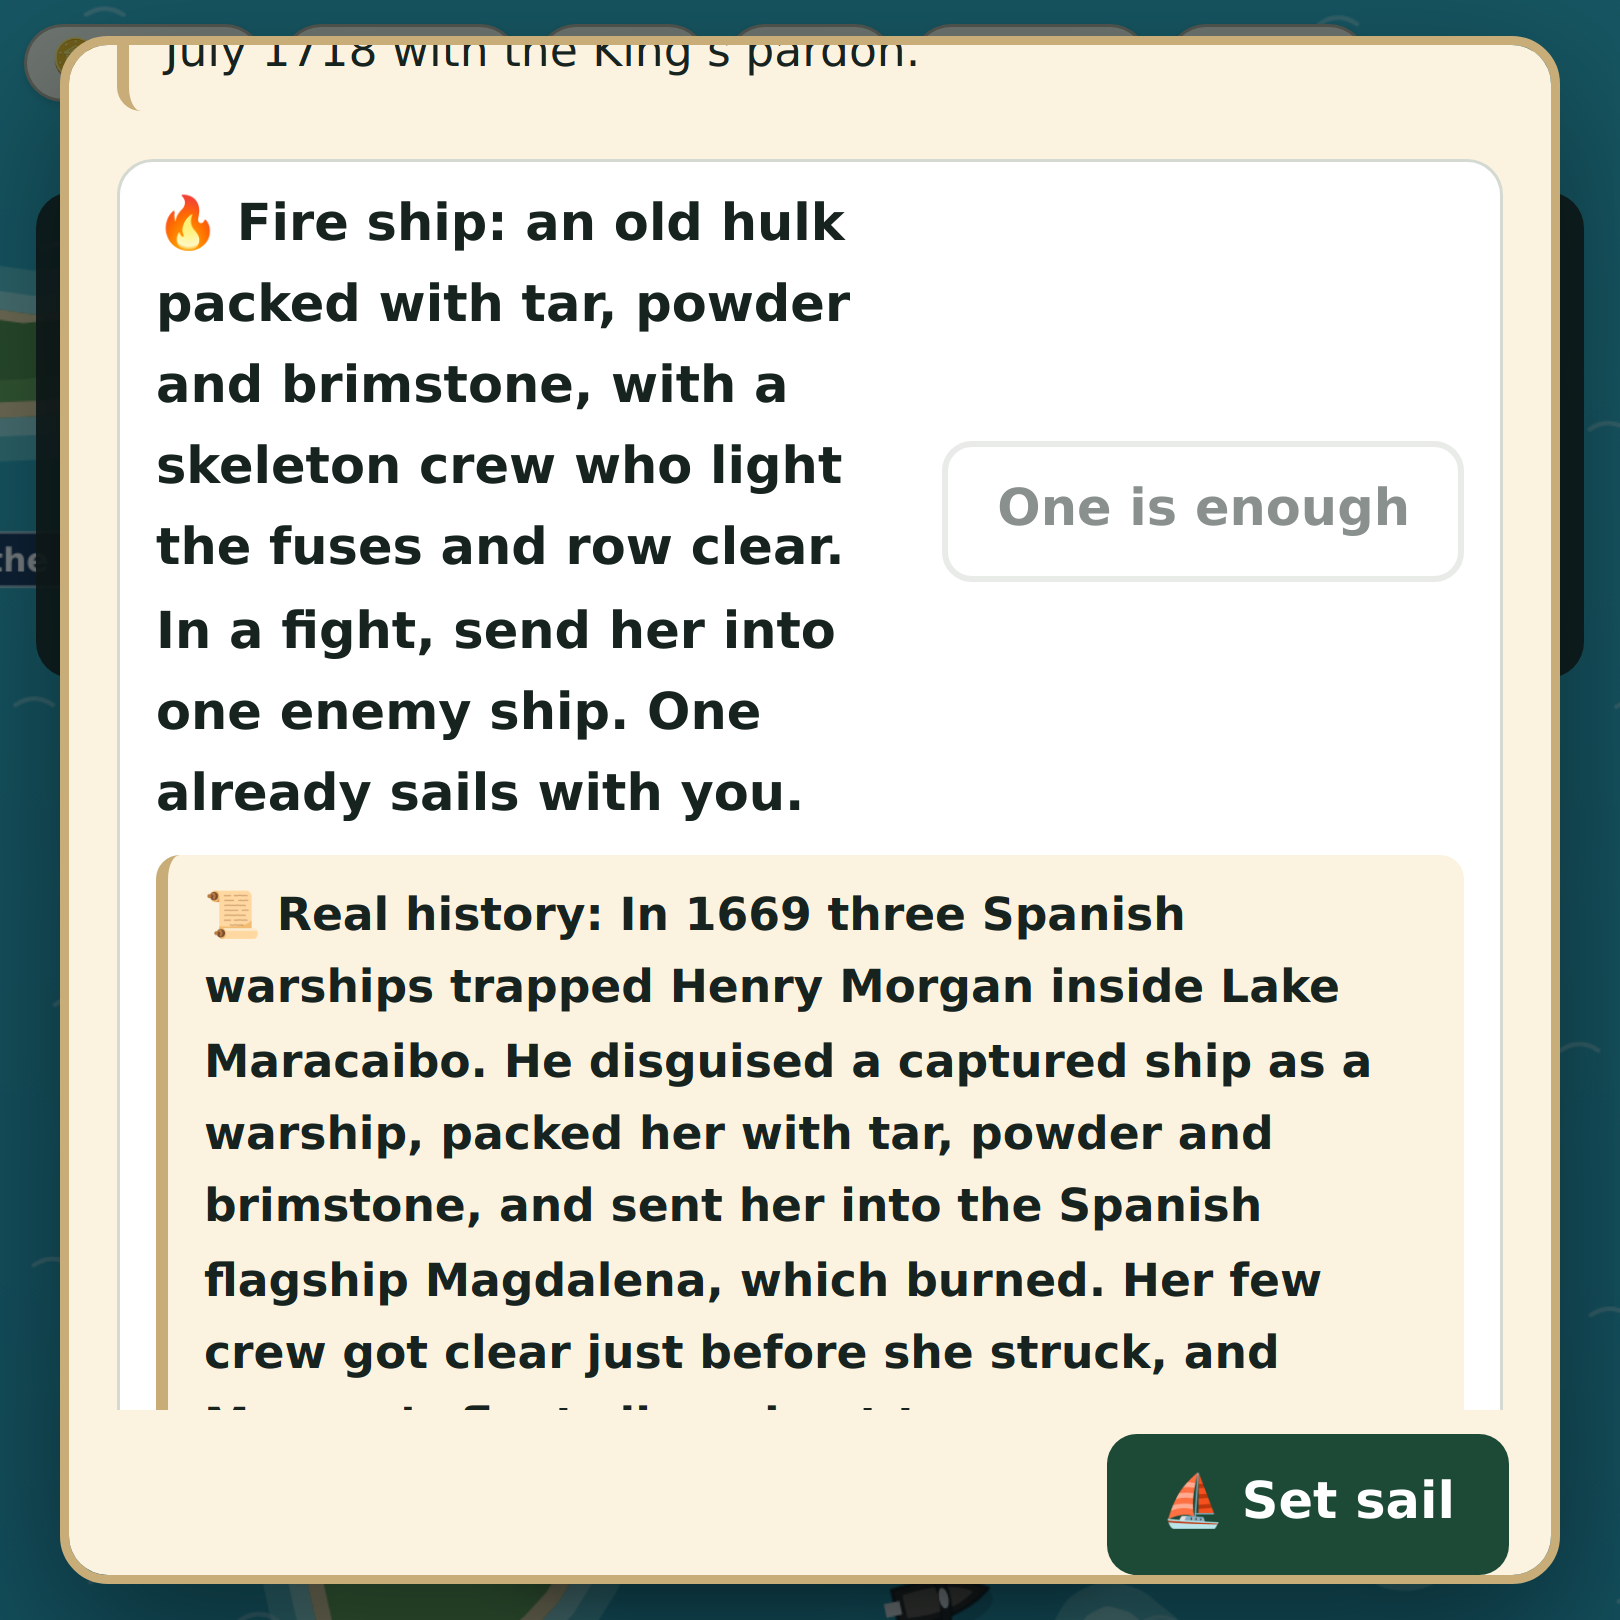 July 1718 with the King's pardon.
🔥 Fire ship: an old hulk
packed with tar, powder
and brimstone, with a
skeleton crew who light
the fuses and row clear.
In a fight, send her into
one enemy ship. One
already sails with you.
One is enough
the
📜 Real history: In 1669 three Spanish
warships trapped Henry Morgan inside Lake
Maracaibo. He disguised a captured ship as a
warship, packed her with tar, powder and
brimstone, and sent her into the Spanish
flagship Magdalena, which burned. Her few
crew got clear just before she struck, and
⛵ Set sail